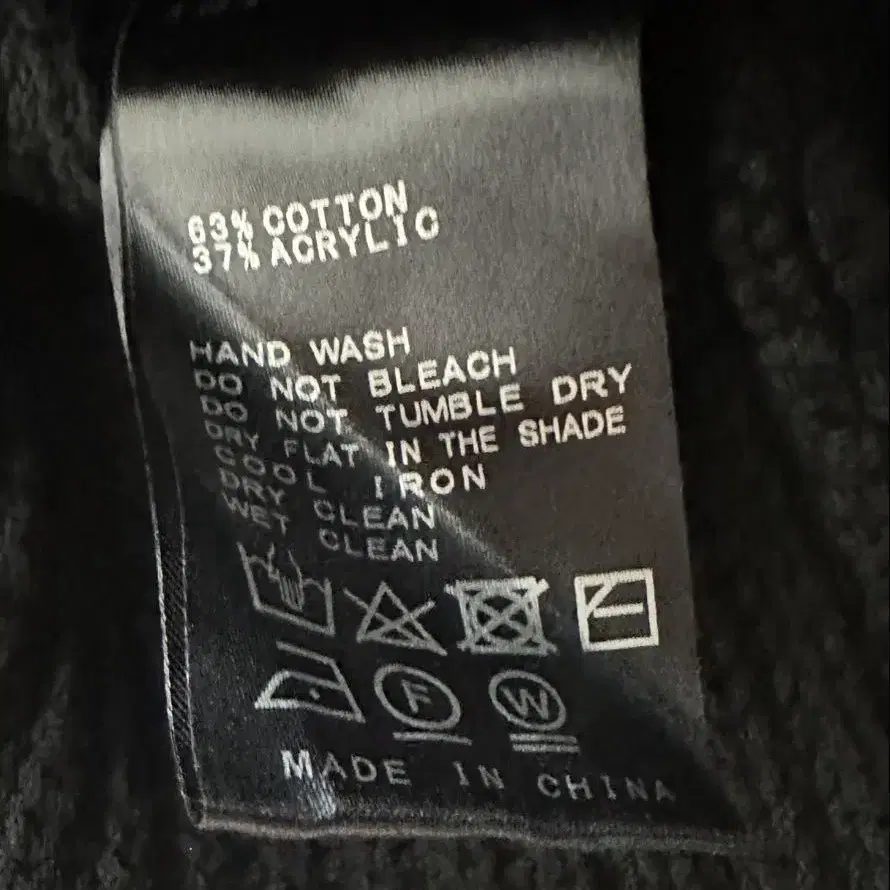 63% COTTON
37% ACRYLIC
HAND WASH
DO NOT BLEACH
DO NOT TUMBLE DRY
DRY FLAT IN THE SHADE
COOL IRON
DRY CLEAN
WET CLEAN
F W
MADE IN CHINA